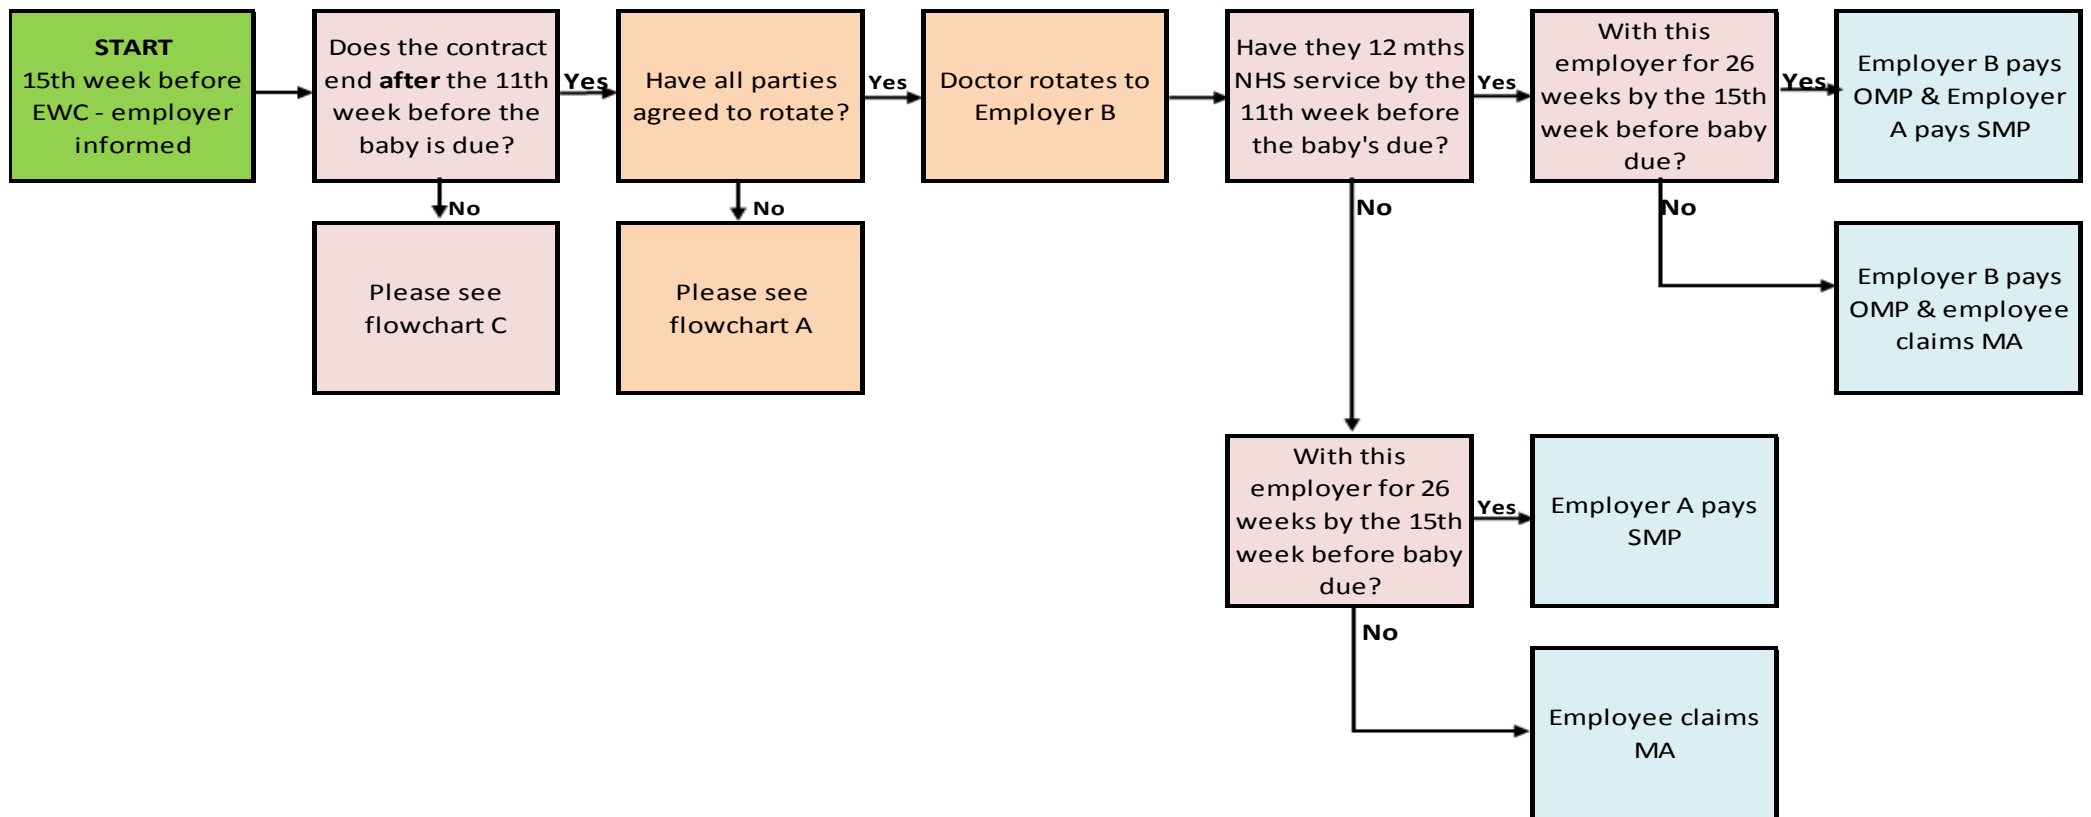 START
15th week before
EWC - employer
informed
Does the contract
end after the 11th
week before the
baby is due?
Yes
Have all parties
agreed to rotate?
Yes
Doctor rotates to
Employer B
Have they 12 mths
NHS service by the
11th week before
the baby's due?
Yes
With this
employer for 26
weeks by the 15th
week before baby
due?
Yes
Employer B pays
OMP & Employer
A pays SMP
No
Please see
flowchart C
No
Please see
flowchart A
No
No
Employer B pays
OMP & employee
claims MA
With this
employer for 26
weeks by the 15th
week before baby
due?
Yes
Employer A pays
SMP
No
Employee claims
MA